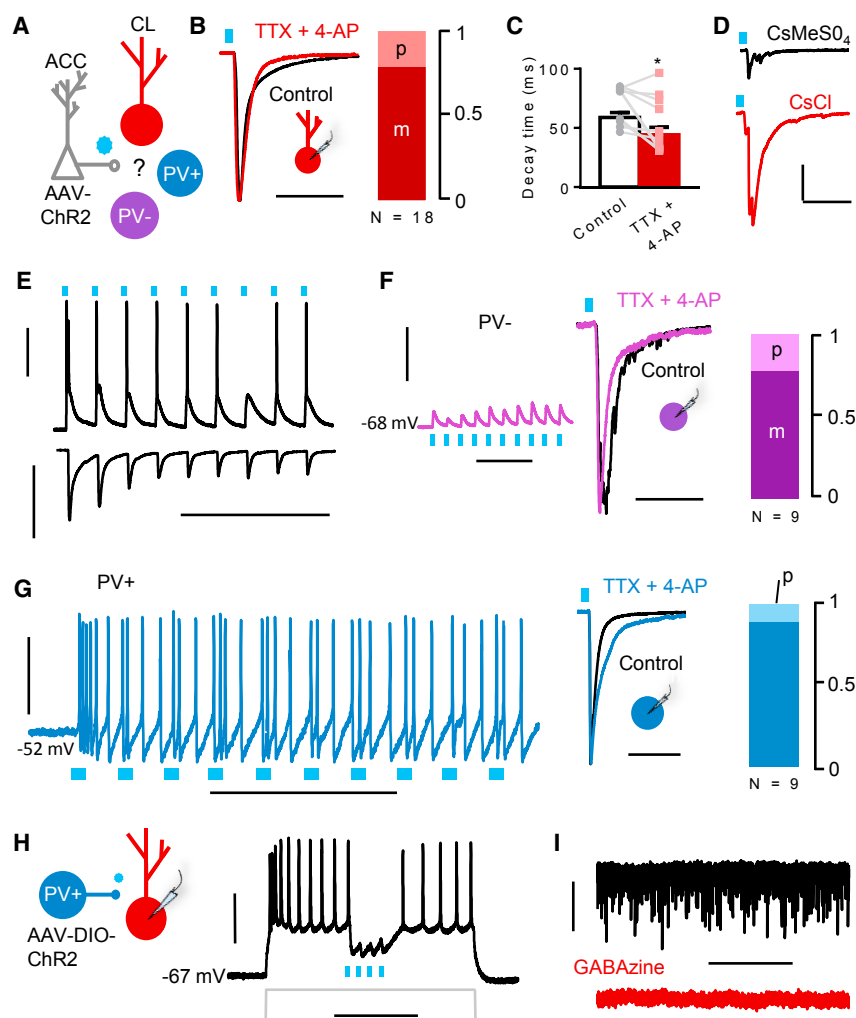 A
ACC
CL
?
AAV-
ChR2
PV+
PV-
B
TTX + 4-AP
Control
p
m
1
0.5
0
N = 18
C
*
Decay time (ms)
100
50
0
Control
TTX +
4-AP
D
CsMeS04
CsCl
E
F
PV-
-68 mV
TTX + 4-AP
Control
p
m
1
0.5
0
N = 9
G
PV+
-52 mV
TTX + 4-AP
Control
p
1
0.5
0
N = 9
H
PV+
AAV-DIO-
ChR2
-67 mV
I
GABAzine